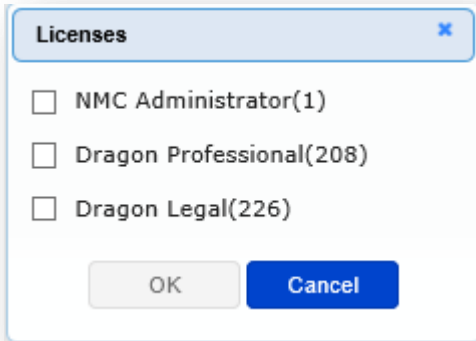 Licenses
NMC Administrator(1)
Dragon Professional(208)
Dragon Legal(226)
OK Cancel